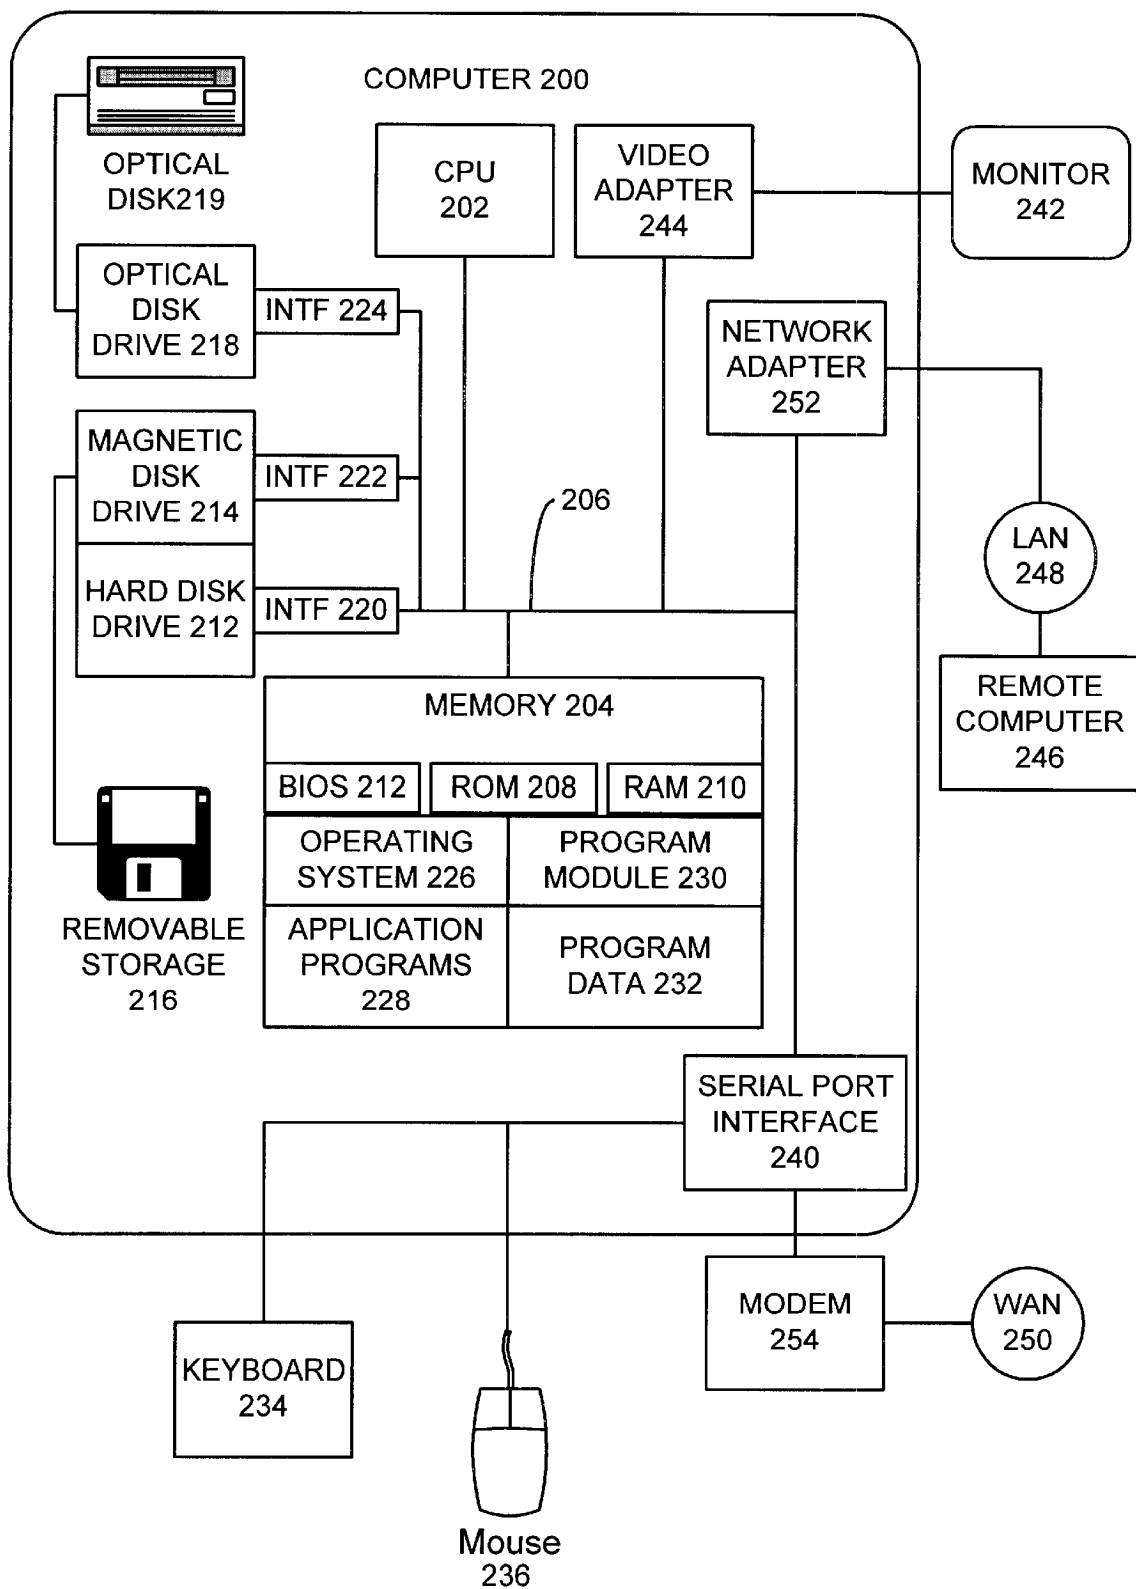 COMPUTER 200
OPTICAL
DISK219
CPU
202
VIDEO
ADAPTER
244
MONITOR
242
OPTICAL
DISK
DRIVE 218
INTF 224
NETWORK
ADAPTER
252
MAGNETIC
DISK
DRIVE 214
INTF 222
206
LAN
248
HARD DISK
DRIVE 212
INTF 220
REMOTE
COMPUTER
246
MEMORY 204
BIOS 212
ROM 208
RAM 210
OPERATING
SYSTEM 226
PROGRAM
MODULE 230
REMOVABLE
STORAGE
216
APPLICATION
PROGRAMS
228
PROGRAM
DATA 232
SERIAL PORT
INTERFACE
240
MODEM
254
WAN
250
KEYBOARD
234
Mouse
236